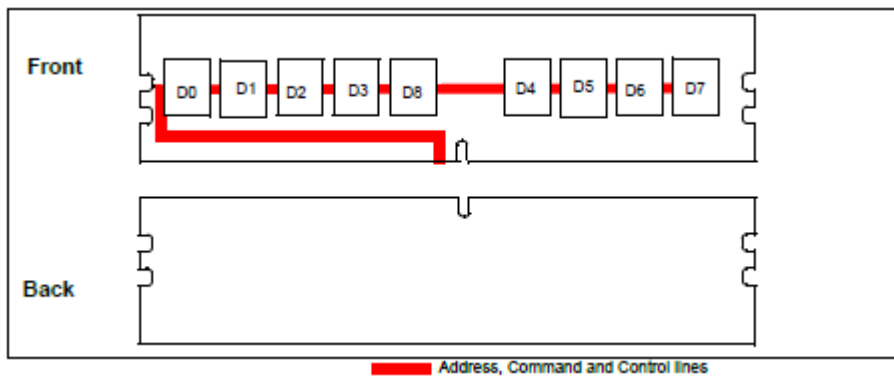 Front
D0 D1 D2 D3 D8 D4 D5 D6 D7
Back
Address, Command and Control lines